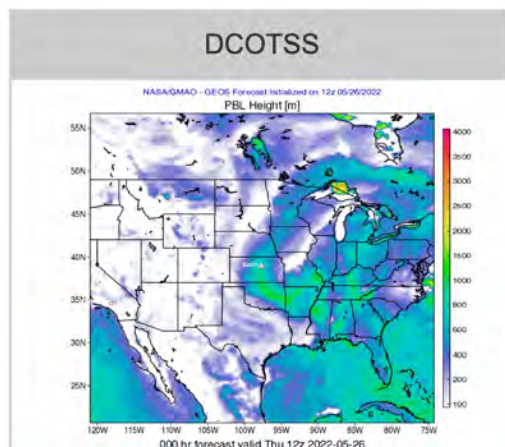 DCOTSS
NASA/GMAO - GEOS Forecast Initialized on 12z 05/26/2022
PBL Height [m]
55N
50N
45N
40N
35N
30N
25N
4000
3500
3000
2500
2000
1600
1000
800
600
400
200
100
120W 115W 110W 105W 100W 95W 90W 85W 80W 75W
000 hr forecast valid Thu 12z 2022-05-26